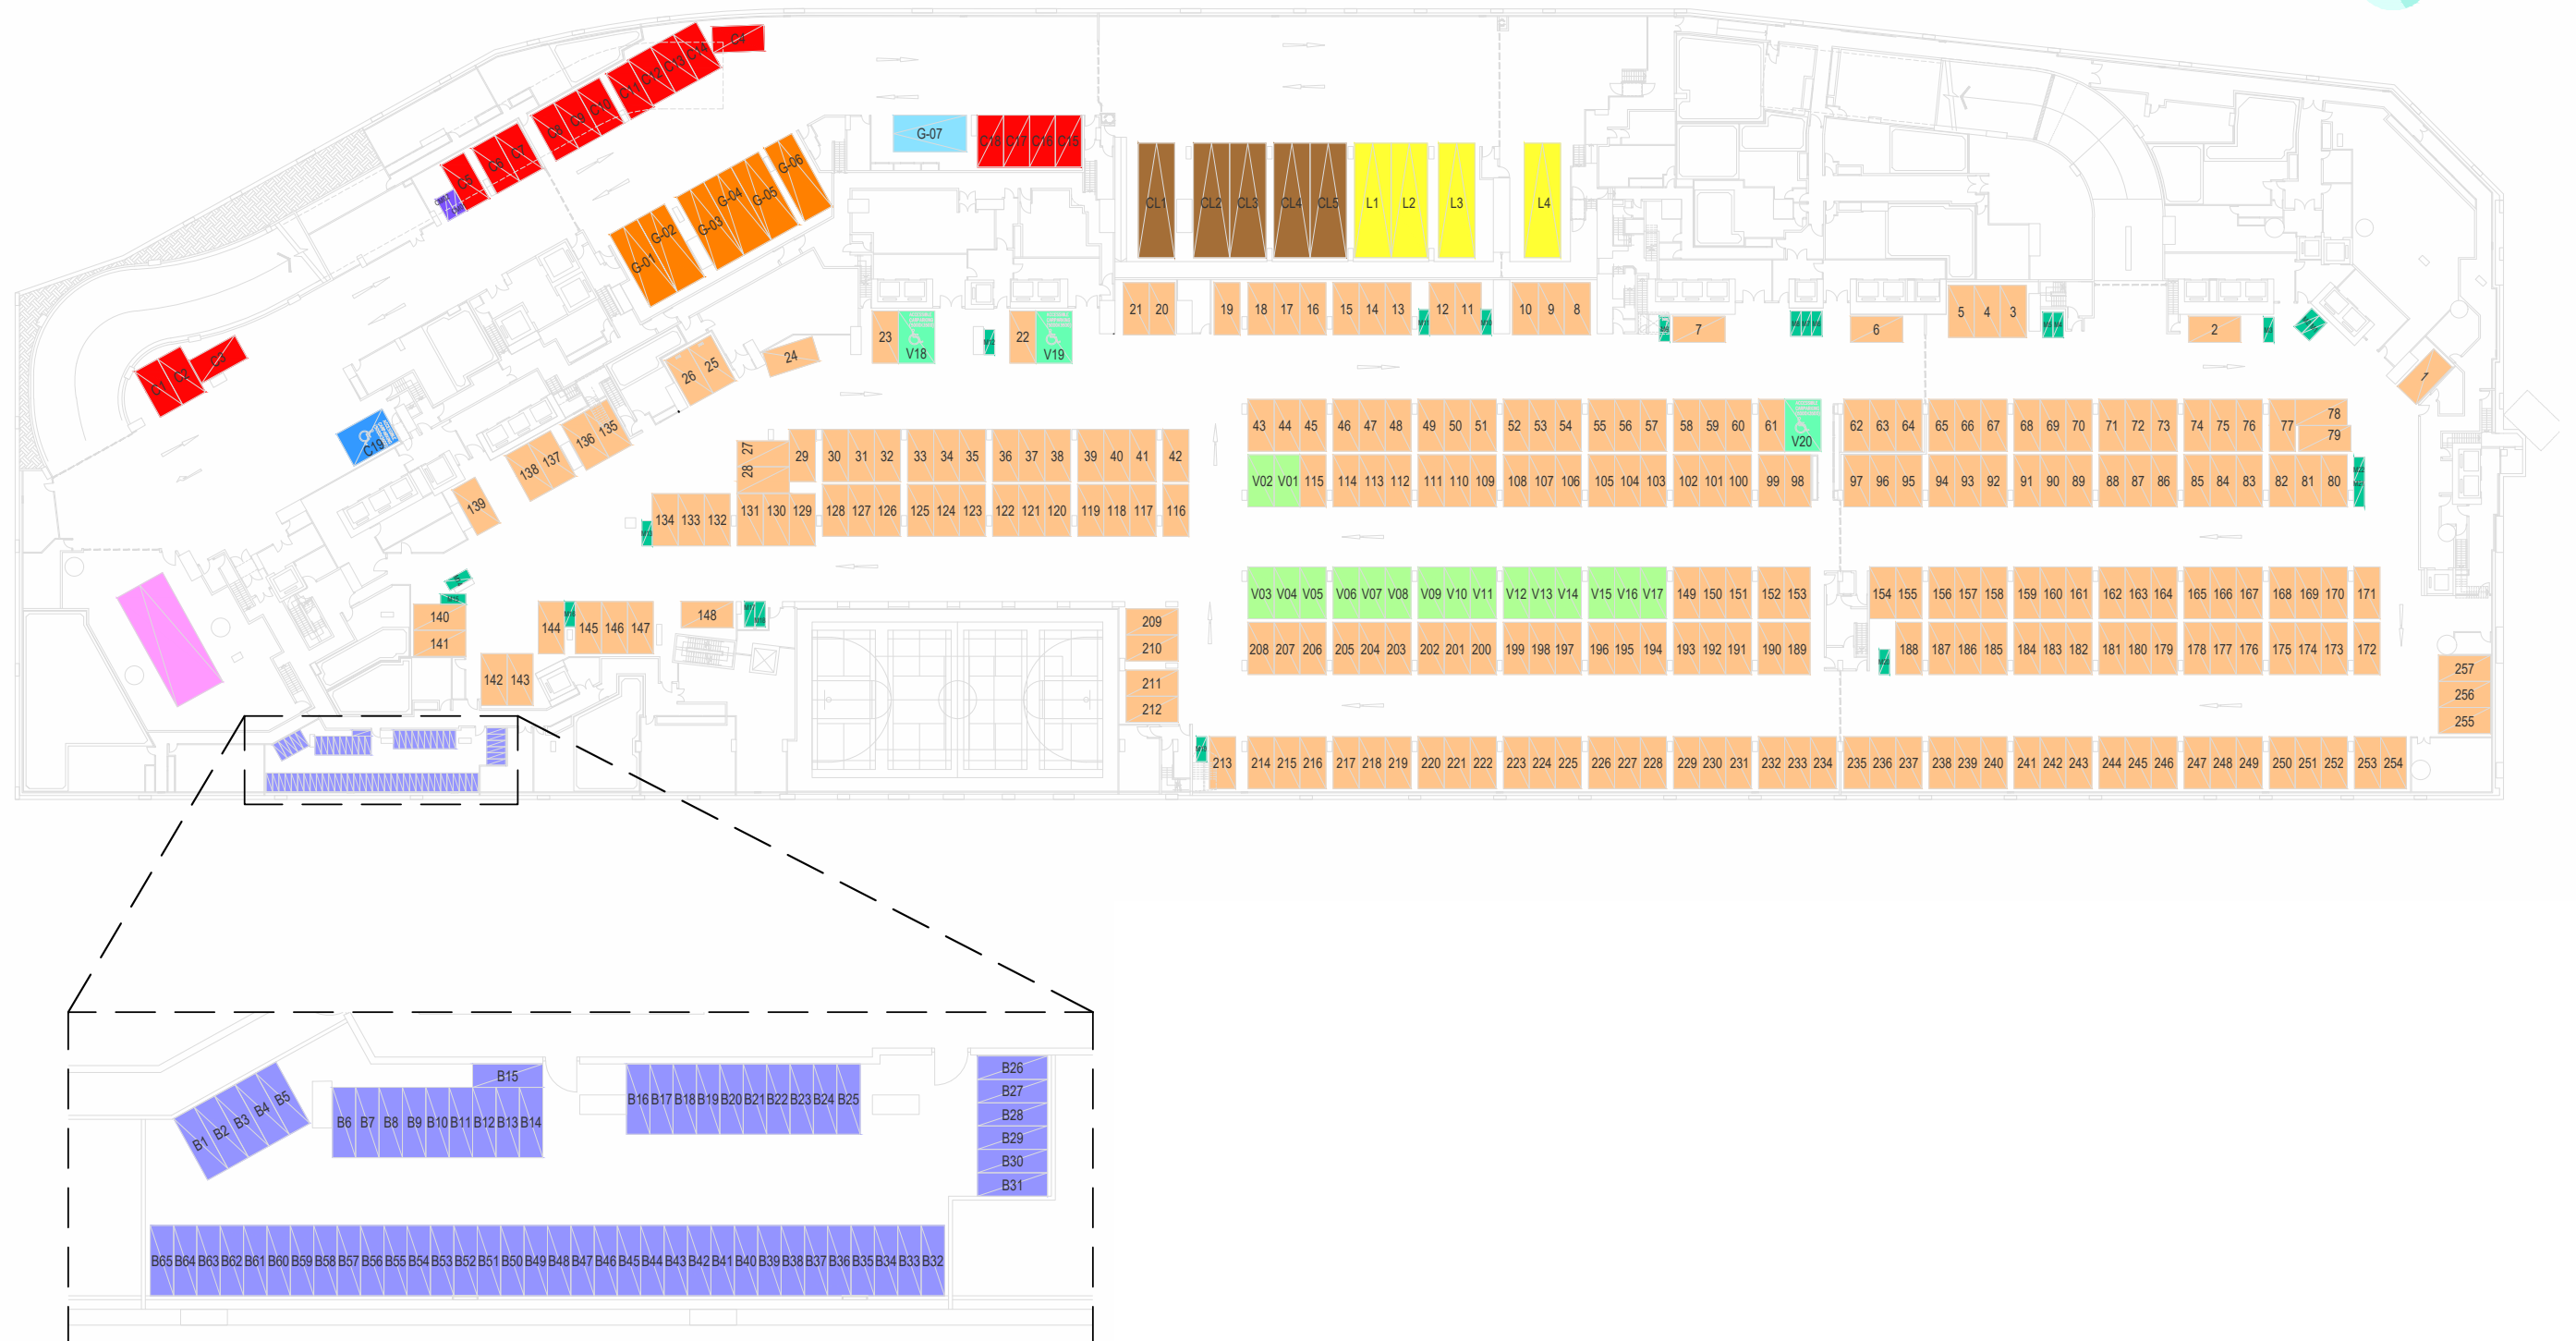 C4
C11 C12 C13 C14
C8 C9 C10
C5 C6 C7
G-07
C18 C17 C16 C15
G-01 G-02 G-03 G-04 G-05 G-06
CL1 CL2 CL3 CL4 CL5 L1 L2 L3 L4
21 20 19 18 17 16 15 14 13 12 11 10 9 8
23 V18 22 V19 7 6 5 4 3 2 1
C1 C2 C3
26 25 24
C19
138 137 136 135
139
43 44 45 46 47 48 49 50 51 52 53 54 55 56 57 58 59 60 61 V20 62 63 64 65 66 67 68 69 70 71 72 73 74 75 76 77 78
79
27
28
29 30 31 32 33 34 35 36 37 38 39 40 41 42
V02 V01 115 114 113 112 111 110 109 108 107 106 105 104 103 102 101 100 99 98 97 96 95 94 93 92 91 90 89 88 87 86 85 84 83 82 81 80
134 133 132 131 130 129 128 127 126 125 124 123 122 121 120 119 118 117 116
V03 V04 V05 V06 V07 V08 V09 V10 V11 V12 V13 V14 V15 V16 V17 149 150 151 152 153 154 155 156 157 158 159 160 161 162 163 164 165 166 167 168 169 170 171
140
141
144 145 146 147 148
142 143
209
210
211
212
208 207 206 205 204 203 202 201 200 199 198 197 196 195 194 193 192 191 190 189 188 187 186 185 184 183 182 181 180 179 178 177 176 175 174 173 172
257
256
255
213 214 215 216 217 218 219 220 221 222 223 224 225 226 227 228 229 230 231 232 233 234 235 236 237 238 239 240 241 242 243 244 245 246 247 248 249 250 251 252 253 254
B1 B2 B3 B4 B5
B15
B6 B7 B8 B9 B10 B11 B12 B13 B14
B16 B17 B18 B19 B20 B21 B22 B23 B24 B25
B26
B27
B28
B29
B30
B31
B65 B64 B63 B62 B61 B60 B59 B58 B57 B56 B55 B54 B53 B52 B51 B50 B49 B48 B47 B46 B45 B44 B43 B42 B41 B40 B39 B38 B37 B36 B35 B34 B33 B32